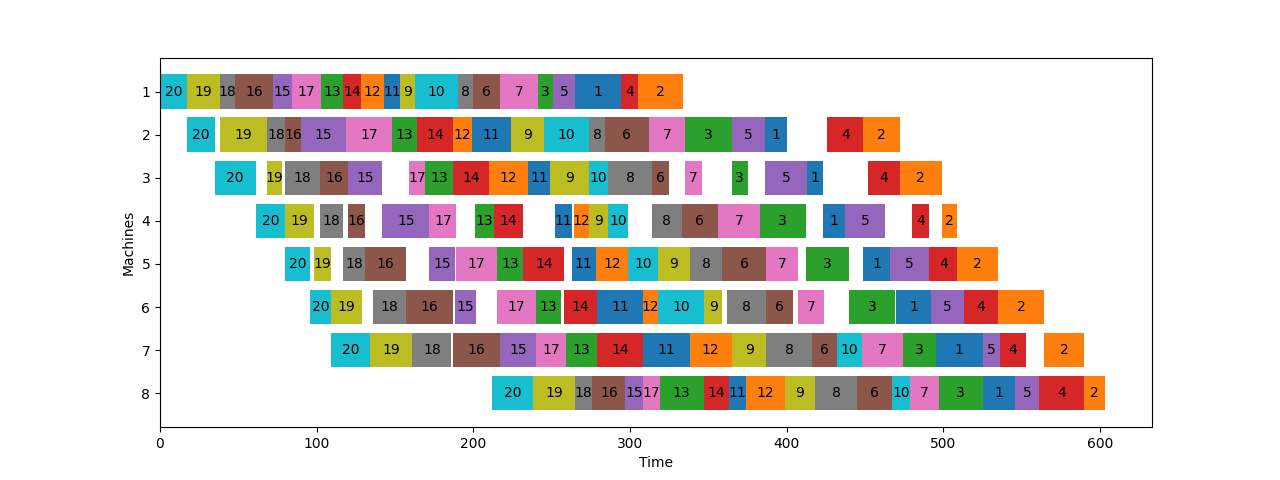 1 20 19 18 16 15 17 13 14 12 11 9 10 8 6 7 3 5 1 4 2
2 20 19 18 16 15 17 13 14 12 11 9 10 8 6 7 3 5 1 4 2
3 20 19 18 16 15 17 13 14 12 11 9 10 8 6 7 3 5 1 4 2
4 20 19 18 16 15 17 13 14 11 12 9 10 8 6 7 3 1 5 4 2
5 20 19 18 16 15 17 13 14 11 12 10 9 8 6 7 3 1 5 4 2
6 20 19 18 16 15 17 13 14 11 12 10 9 8 6 7 3 1 5 4 2
7 20 19 18 16 15 17 13 14 11 12 9 8 6 10 7 3 1 5 4 2
8 20 19 18 16 15 17 13 14 11 12 9 8 6 10 7 3 1 5 4 2
Machines
0 100 200 300 400 500 600
Time